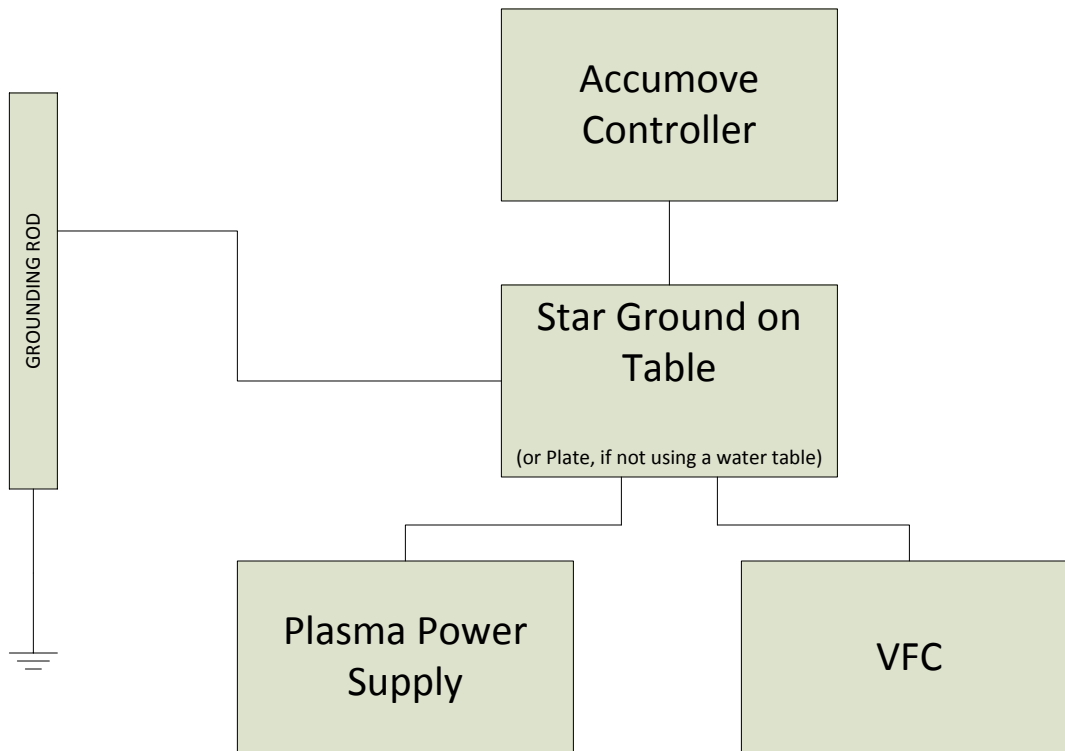 Accumove
Controller
GROUNDING ROD
Star Ground on
Table
(or Plate, if not using a water table)
Plasma Power
Supply
VFC